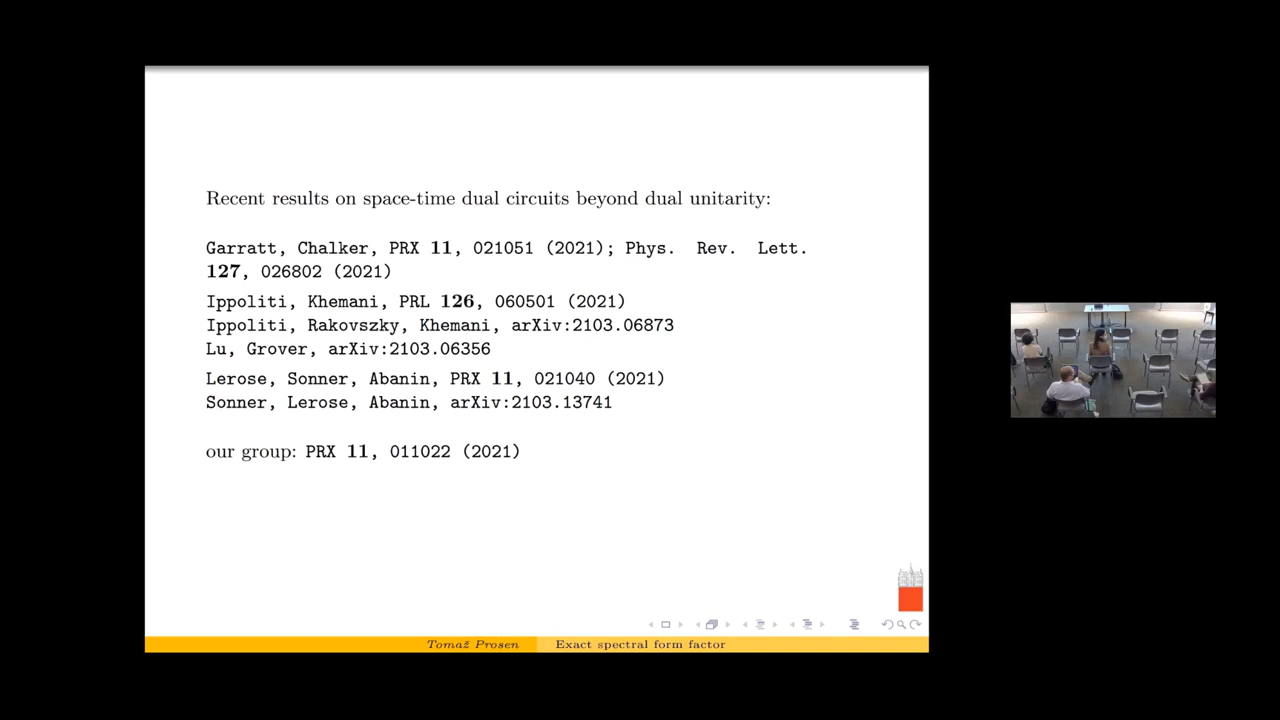 Recent results on space-time dual circuits beyond dual unitarity:
Garratt, Chalker, PRX 11, 021051 (2021); Phys. Rev. Lett.
127, 026802 (2021)
Ippoliti, Khemani, PRL 126, 060501 (2021)
Ippoliti, Rakovszky, Khemani, arXiv:2103.06873
Lu, Grover, arXiv:2103.06356
Lerose, Sonner, Abanin, PRX 11, 021040 (2021)
Sonner, Lerose, Abanin, arXiv:2103.13741
our group: PRX 11, 011022 (2021)
Tomaž Prosen Exact spectral form factor